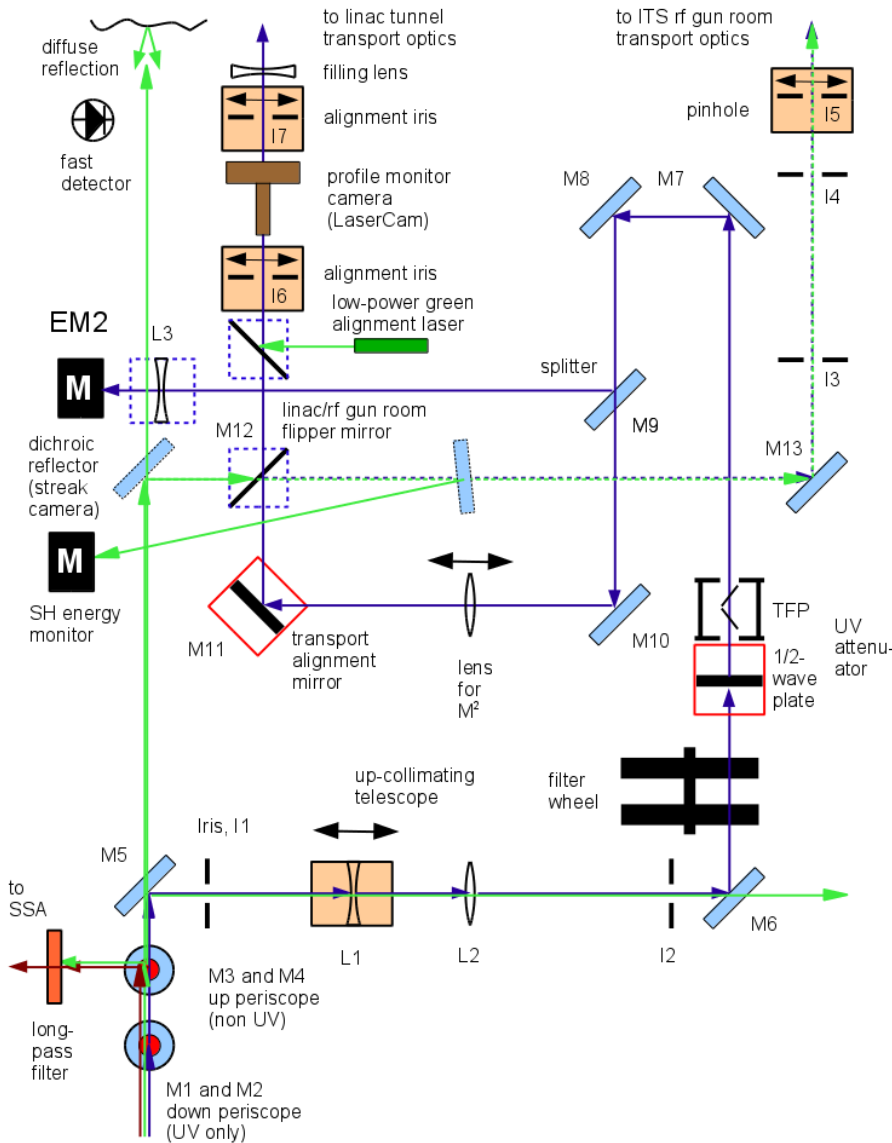 to linac tunnel
transport optics
to ITS rf gun room
transport optics
diffuse
reflection
filling lens
alignment iris
I7
pinhole
I5
fast
detector
profile monitor
camera
(LaserCam)
M8
M7
I4
alignment iris
I6
low-power green
alignment laser
EM2
L3
M
splitter
I3
M9
linac/rf gun room
flipper mirror
M12
dichroic
reflector
(streak
camera)
M13
M
SH energy
monitor
M11
transport
alignment
mirror
lens
for
M²
M10
TFP
UV
attenu-
ator
1/2-
wave
plate
up-collimating
telescope
filter
wheel
M5
Iris, I1
to
SSA
L1
L2
I2
M6
M3 and M4
up periscope
(non UV)
long-
pass
filter
M1 and M2
down periscope
(UV only)